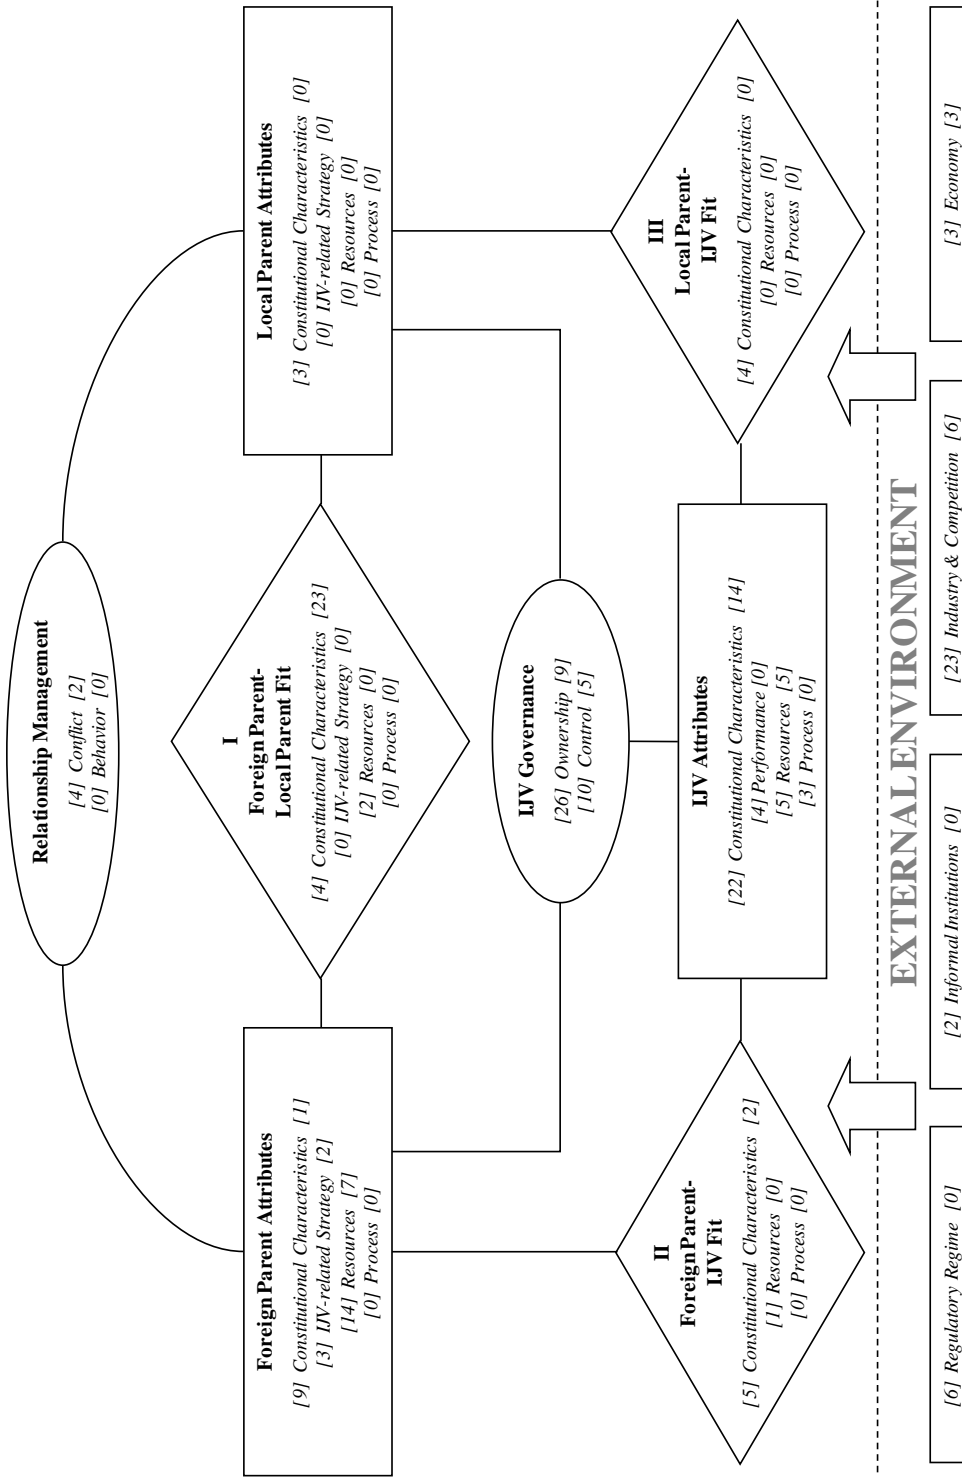 Relationship Management
[4] Conflict [2]
[0] Behavior [0]
Foreign Parent Attributes
[9] Constitutional Characteristics [1]
[3] IJV-related Strategy [2]
[14] Resources [7]
[0] Process [0]
I
Foreign Parent-
Local Parent Fit
[4] Constitutional Characteristics [23]
[0] IJV-related Strategy [0]
[2] Resources [0]
[0] Process [0]
Local Parent Attributes
[3] Constitutional Characteristics [0]
[0] IJV-related Strategy [0]
[0] Resources [0]
[0] Process [0]
IJV Governance
[26] Ownership [9]
[10] Control [5]
II
Foreign Parent-
IJV Fit
[5] Constitutional Characteristics [2]
[1] Resources [0]
[0] Process [0]
IJV Attributes
[22] Constitutional Characteristics [14]
[4] Performance [0]
[5] Resources [5]
[3] Process [0]
III
Local Parent-
IJV Fit
[4] Constitutional Characteristics [0]
[0] Resources [0]
[0] Process [0]
EXTERNAL ENVIRONMENT
[6] Regulatory Regime [0]
[2] Informal Institutions [0]
[23] Industry & Competition [6]
[3] Economy [3]